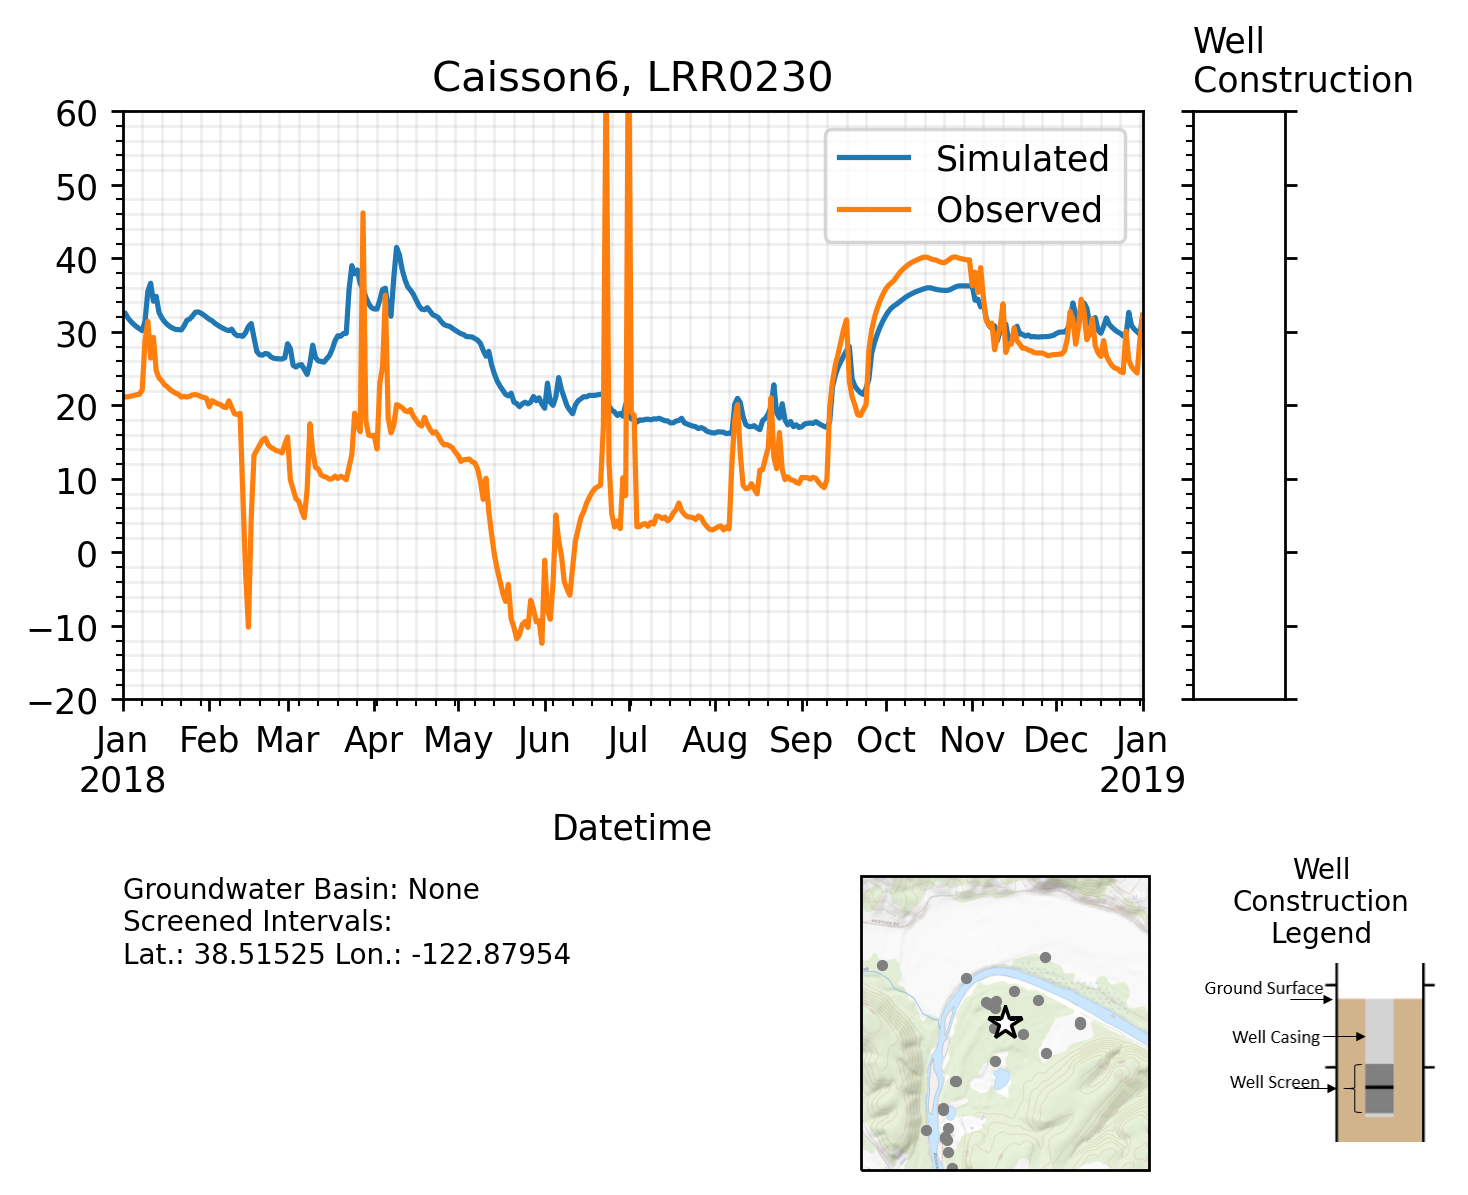 Well
Construction
Caisson6, LRR0230
60
50
40
30
20
10
0
−10
−20
Simulated
Observed
Jan
2018
Feb
Mar
Apr
May
Jun
Jul
Aug
Sep
Oct
Nov
Dec
Jan
2019
Datetime
Groundwater Basin: None
Screened Intervals:
Lat.: 38.51525 Lon.: -122.87954
Well
Construction
Legend
Ground Surface
Well Casing
Well Screen